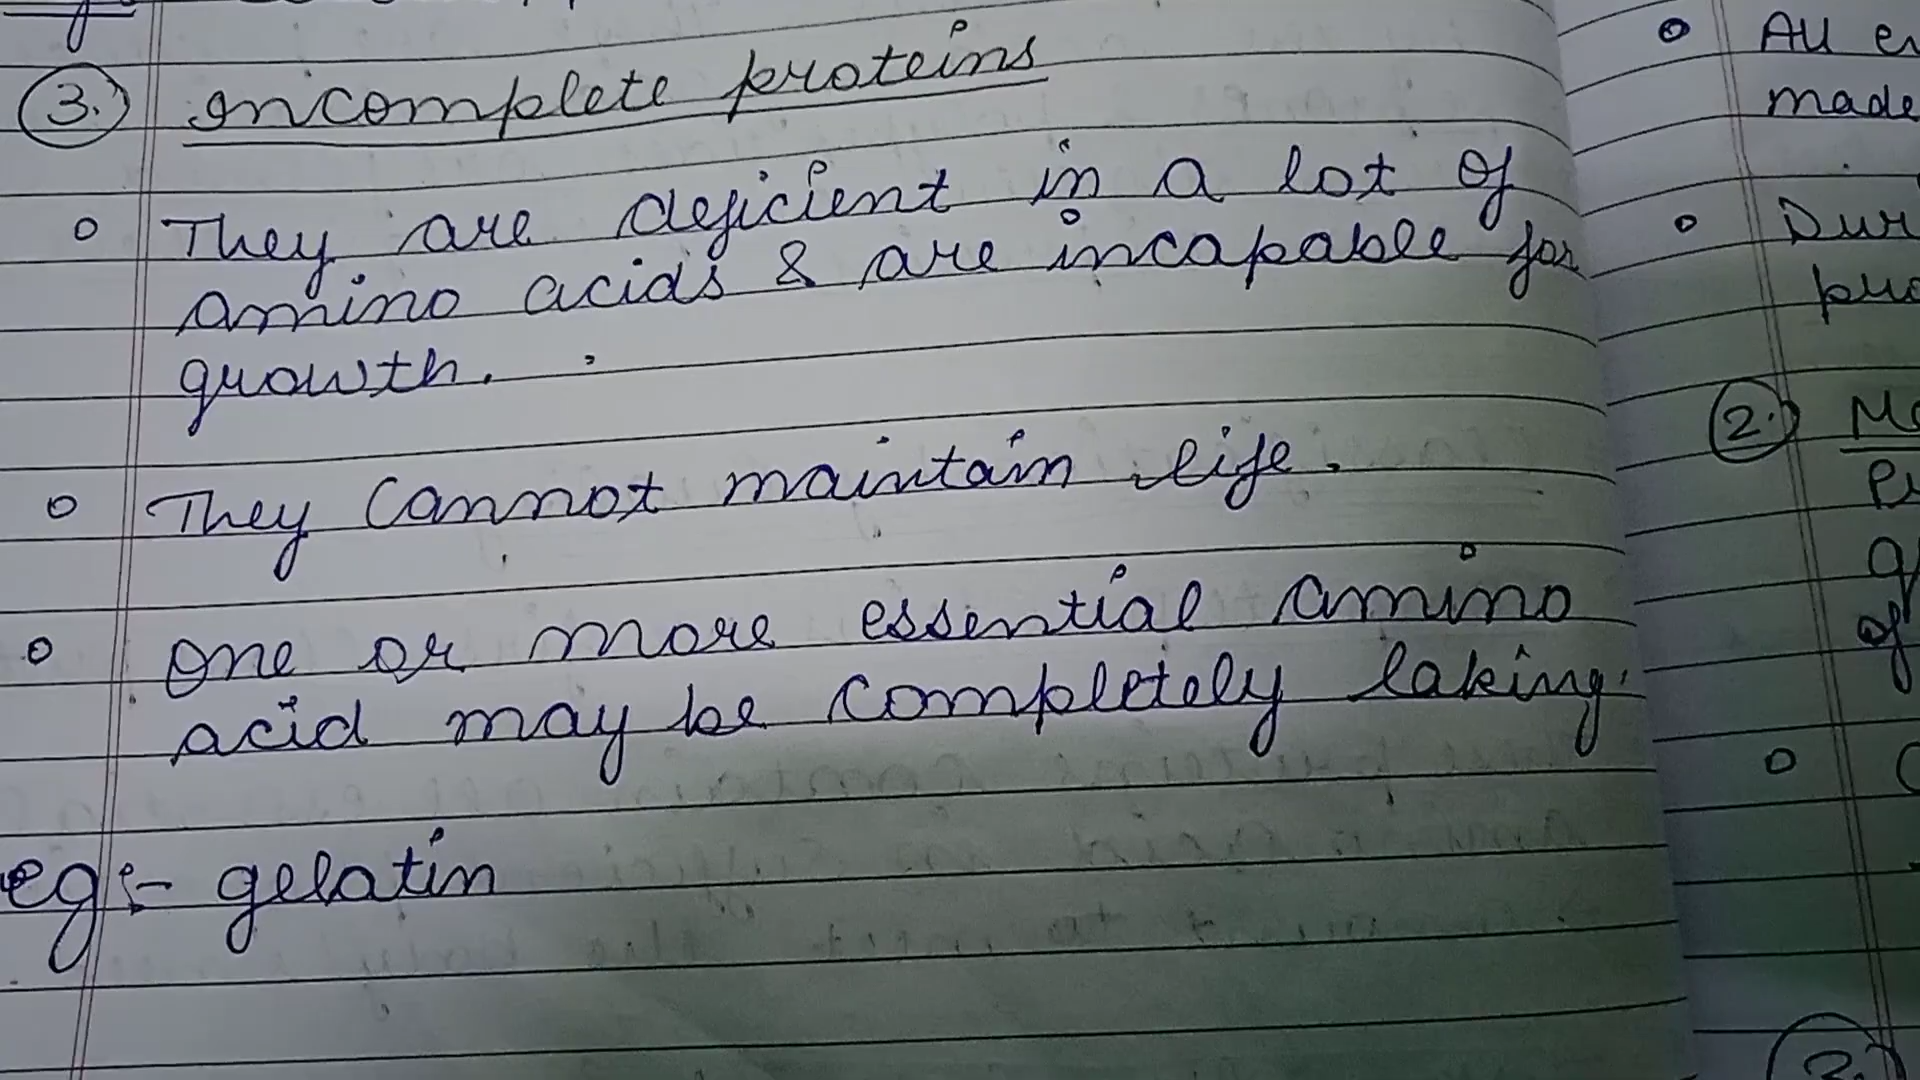 3. Incomplete proteins
o They are deficient in a lot of
amino acids & are incapable for
growth.
o They cannot maintain life.
o One or more essential amino
acid may be completely laking.
eg:- gelatin
o All
made
o
2.
of
o